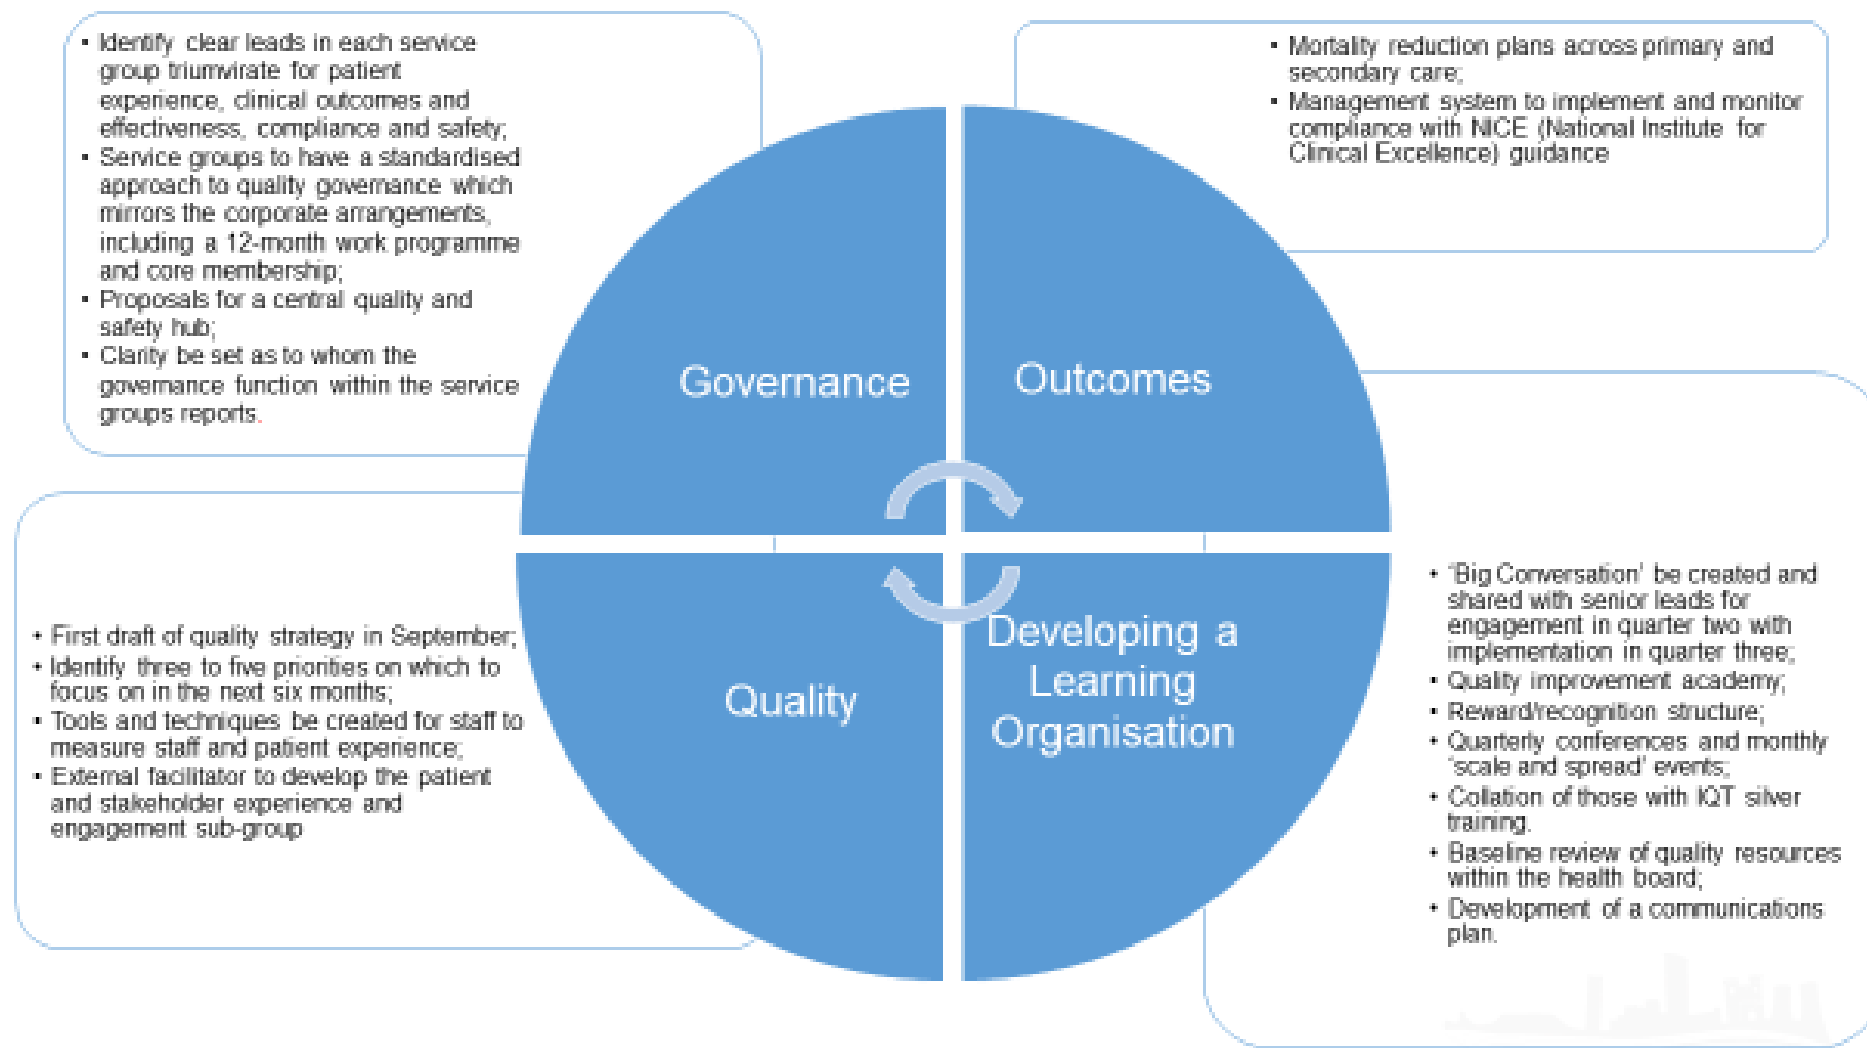 • Identify clear leads in each service
group triumvirate for patient
experience, clinical outcomes and
effectiveness, compliance and safety;
• Service groups to have a standardised
approach to quality governance which
mirrors the corporate arrangements,
including a 12-month work programme
and core membership;
• Proposals for a central quality and
safety hub;
• Clarity be set as to whom the
governance function within the service
groups reports.
• Mortality reduction plans across primary and
secondary care;
• Management system to implement and monitor
compliance with NICE (National Institute for
Clinical Excellence) guidance
Governance
Outcomes
• First draft of quality strategy in September;
• Identify three to five priorities on which to
focus on in the next six months;
• Tools and techniques be created for staff to
measure staff and patient experience;
• External facilitator to develop the patient
and stakeholder experience and
engagement sub-group
Quality
Developing a
Learning
Organisation
• ‘Big Conversation’ be created and
shared with senior leads for
engagement in quarter two with
implementation in quarter three;
• Quality improvement academy;
• Reward/recognition structure;
• Quarterly conferences and monthly
‘scale and spread’ events;
• Collation of those with IQT silver
training.
• Baseline review of quality resources
within the health board;
• Development of a communications
plan.